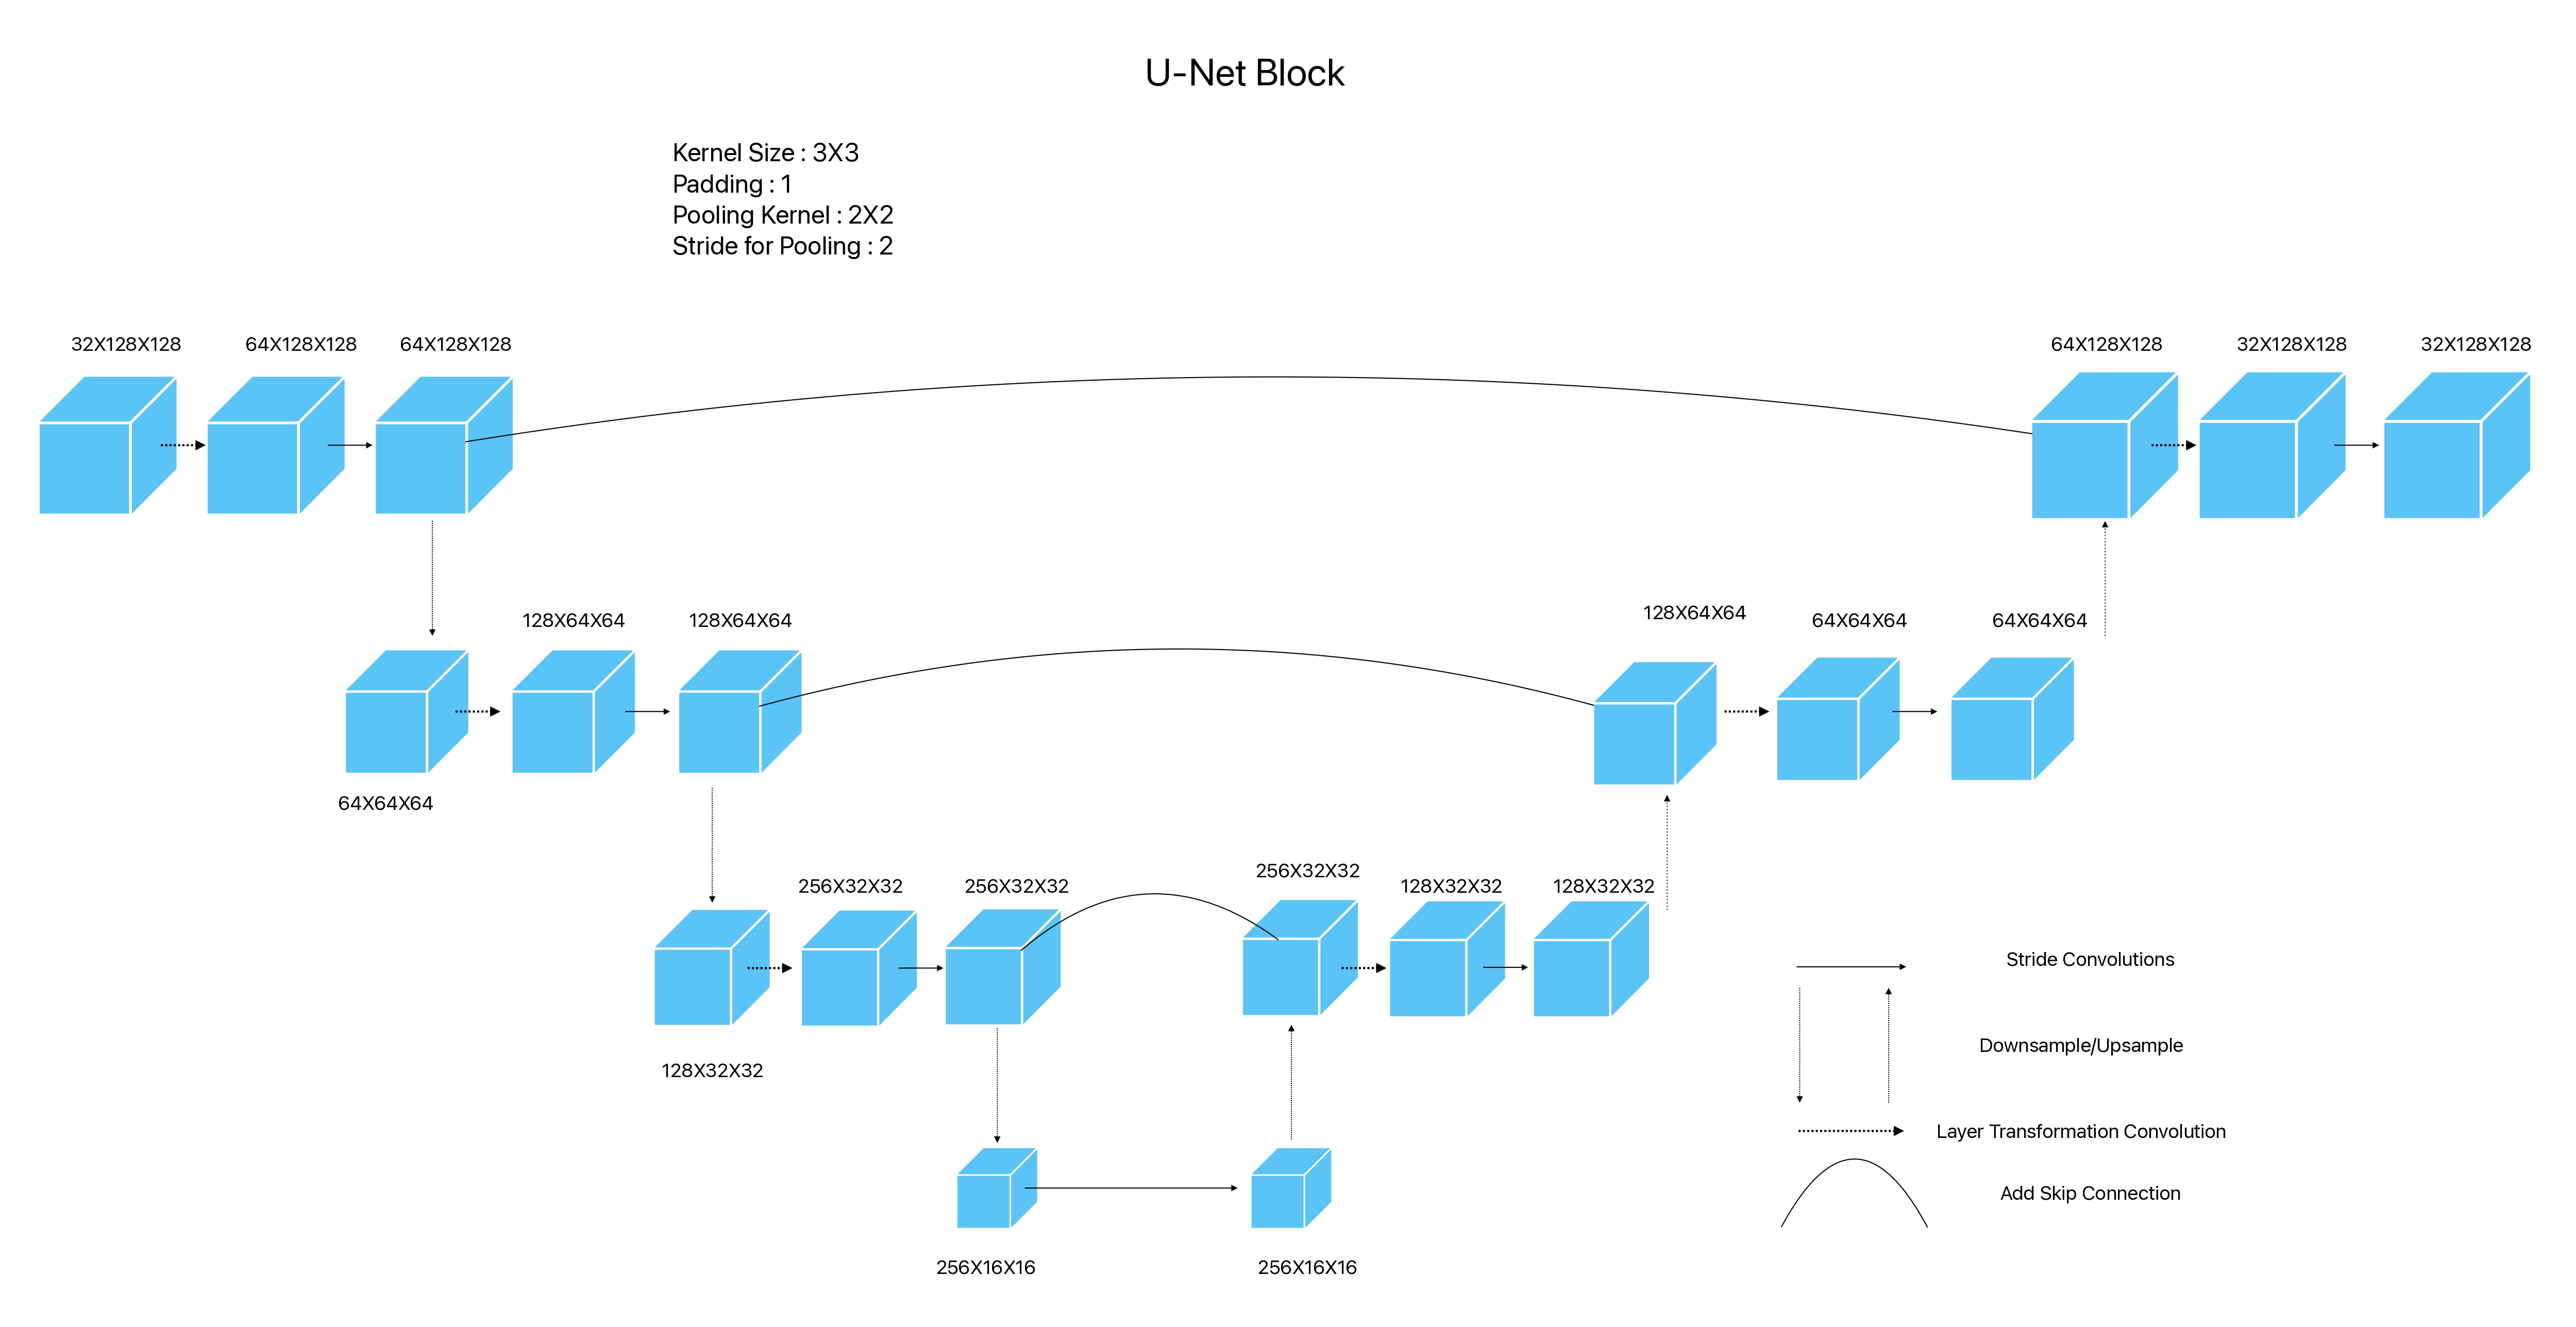 U-Net Block
Kernel Size : 3X3
Padding : 1
Pooling Kernel : 2X2
Stride for Pooling : 2
32X128X128
64X128X128
64X128X128
64X128X128
32X128X128
32X128X128
128X64X64
128X64X64
128X64X64
64X64X64
64X64X64
64X64X64
256X32X32
256X32X32
256X32X32
128X32X32
128X32X32
128X32X32
256X16X16
256X16X16
Stride Convolutions
Downsample/Upsample
Layer Transformation Convolution
Add Skip Connection